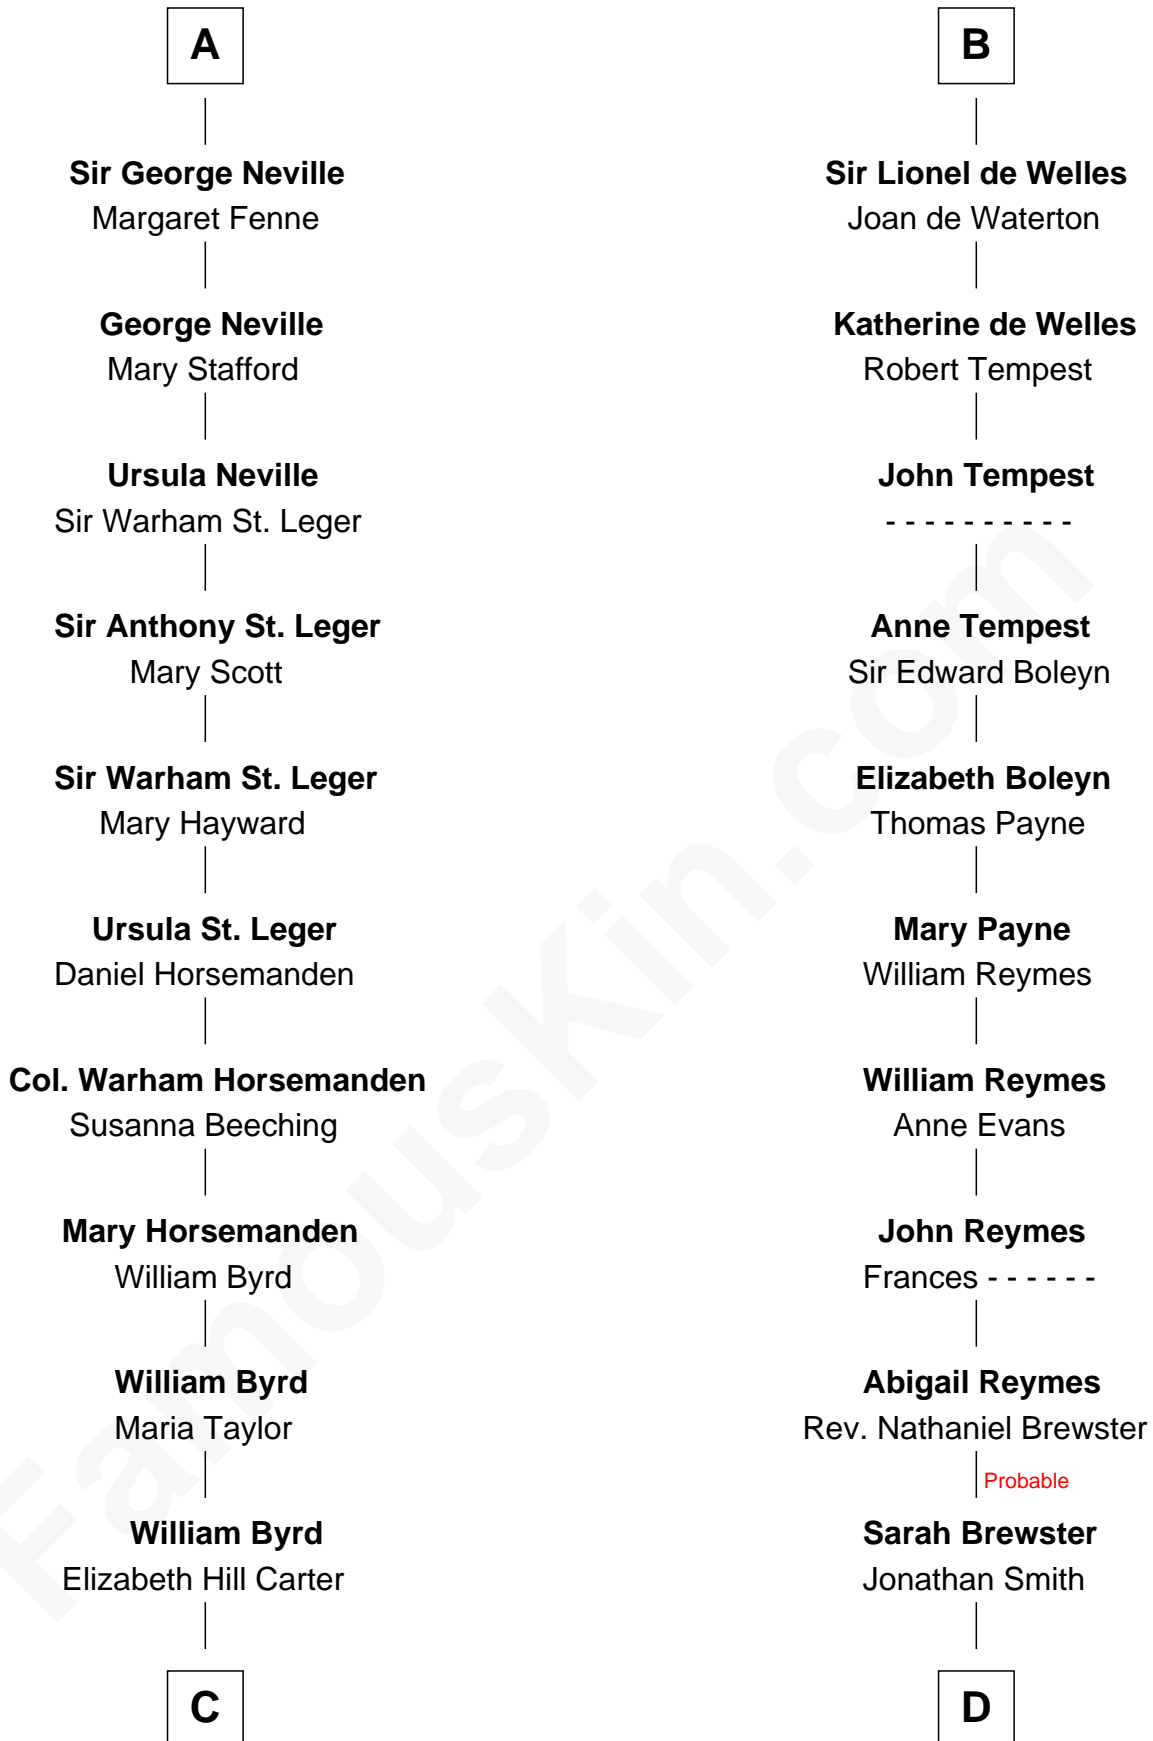 A
Sir George Neville
Margaret Fenne
George Neville
Mary Stafford
Ursula Neville
Sir Warham St. Leger
Sir Anthony St. Leger
Mary Scott
Sir Warham St. Leger
Mary Hayward
Ursula St. Leger
Daniel Horsemanden
Col. Warham Horsemanden
Susanna Beeching
Mary Horsemanden
William Byrd
William Byrd
Maria Taylor
William Byrd
Elizabeth Hill Carter
C
B
Sir Lionel de Welles
Joan de Waterton
Katherine de Welles
Robert Tempest
John Tempest
- - - - - - - - - -
Anne Tempest
Sir Edward Boleyn
Elizabeth Boleyn
Thomas Payne
Mary Payne
William Reymes
William Reymes
Anne Evans
John Reymes
Frances - - - - - -
Abigail Reymes
Rev. Nathaniel Brewster
Probable
Sarah Brewster
Jonathan Smith
D
FamousKin.com